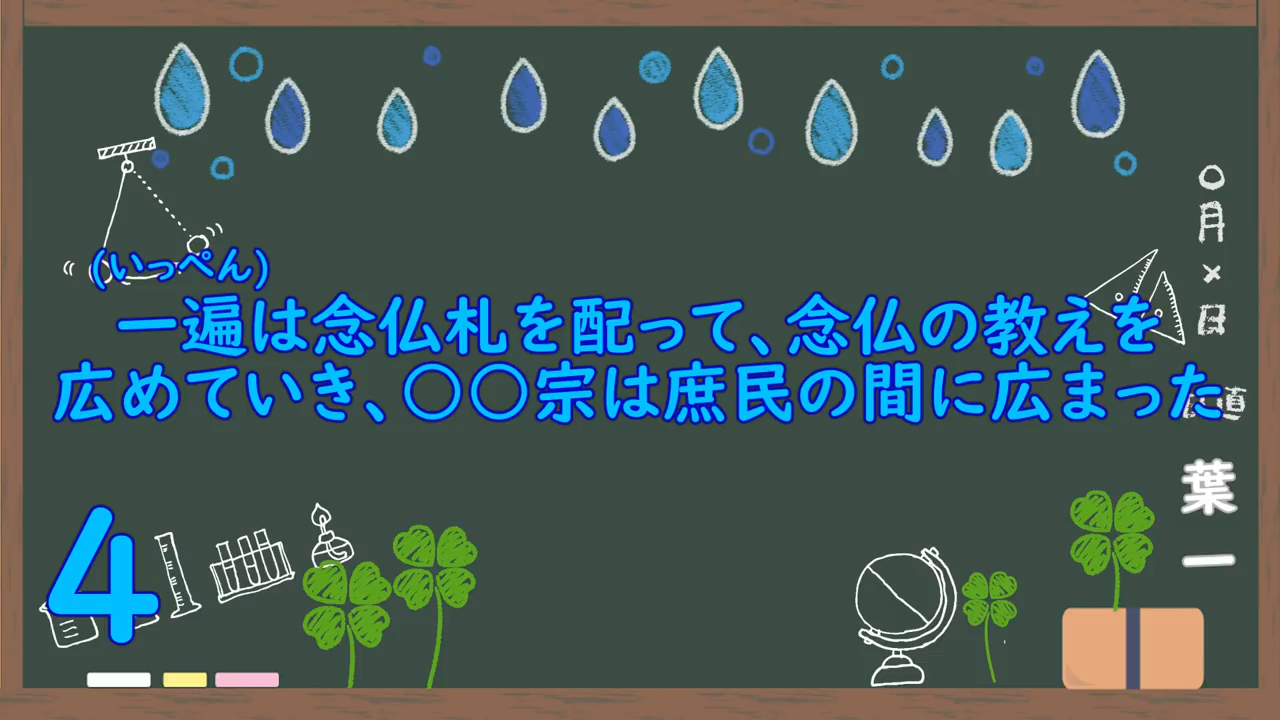 (いっぺん)
一遍は念仏札を配って、念仏の教えを
広めていき、〇〇宗は庶民の間に広まった
4
〇月×日
葉一